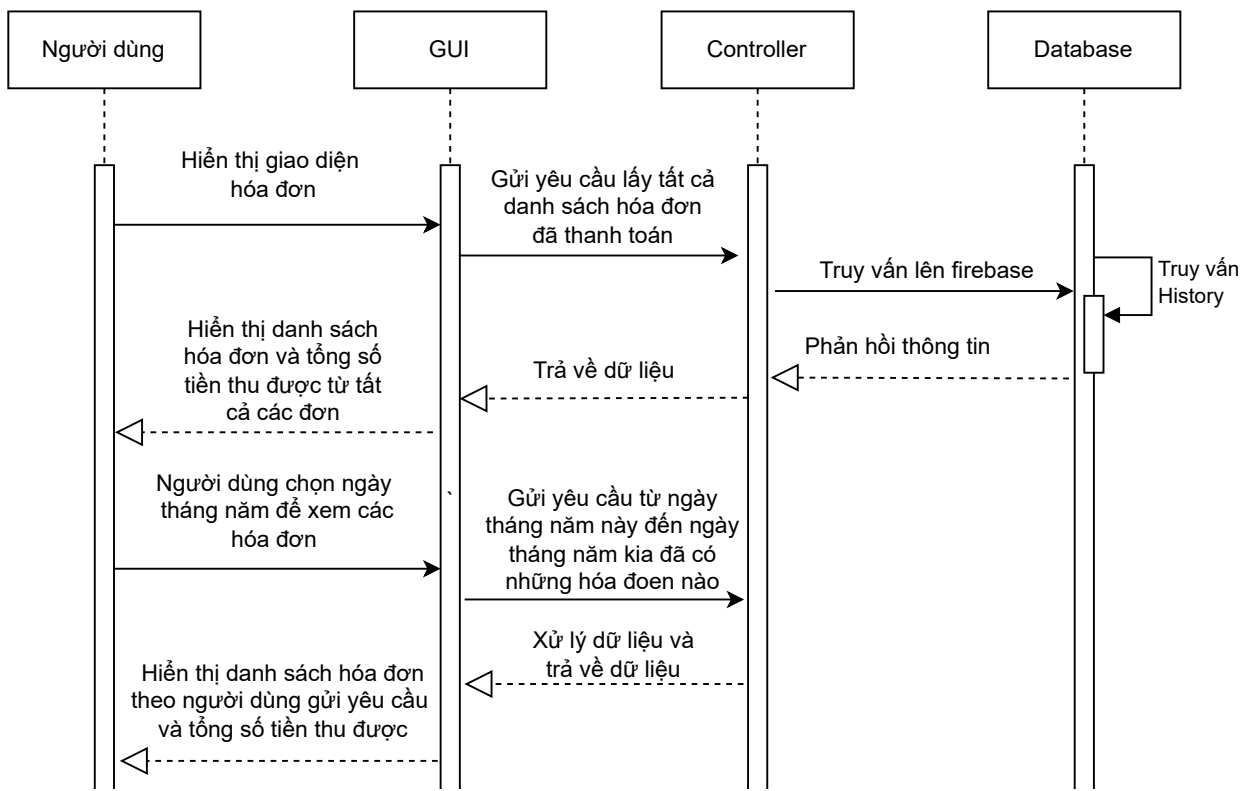 Người dùng
GUI
Controller
Database
Hiển thị giao diện
hóa đơn
Gửi yêu cầu lấy tất cả
danh sách hóa đơn
đã thanh toán
Truy vấn lên firebase
Truy vấn
History
Phản hồi thông tin
Trả về dữ liệu
Hiển thị danh sách
hóa đơn và tổng số
tiền thu được từ tất
cả các đơn
Người dùng chọn ngày
tháng năm để xem các
hóa đơn
`
Gửi yêu cầu từ ngày
tháng năm này đến ngày
tháng năm kia đã có
những hóa đoen nào
Xử lý dữ liệu và
trả về dữ liệu
Hiển thị danh sách hóa đơn
theo người dùng gửi yêu cầu
và tổng số tiền thu được